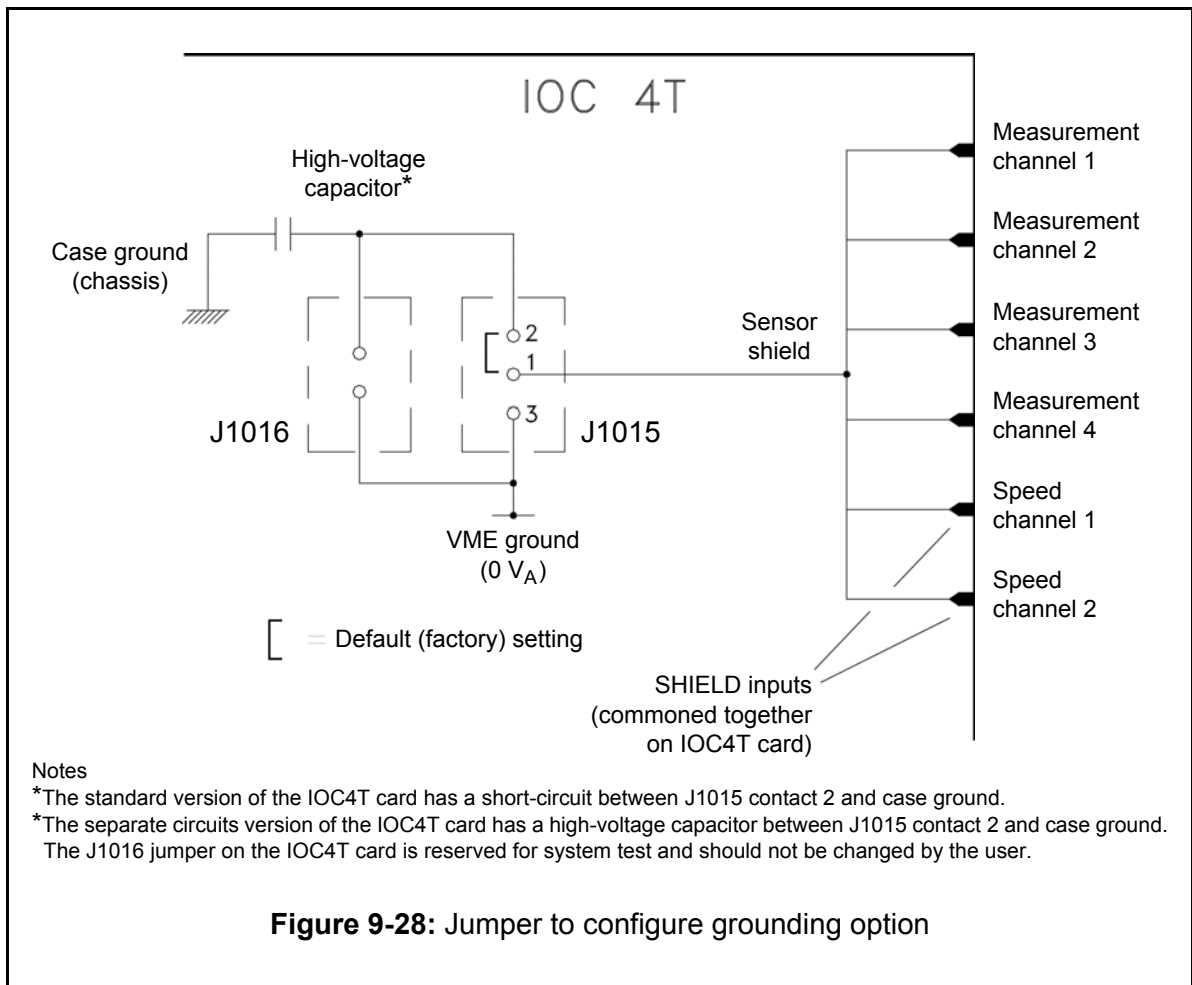 IOC 4T
High-voltage
capacitor*
Case ground
(chassis)
Sensor
shield
2
1
3
J1016
J1015
VME ground
(0 VA)
[ = Default (factory) setting
Measurement
channel 1
Measurement
channel 2
Measurement
channel 3
Measurement
channel 4
Speed
channel 1
Speed
channel 2
SHIELD inputs
(commoned together
on IOC4T card)
Notes
*The standard version of the IOC4T card has a short-circuit between J1015 contact 2 and case ground.
*The separate circuits version of the IOC4T card has a high-voltage capacitor between J1015 contact 2 and case ground.
The J1016 jumper on the IOC4T card is reserved for system test and should not be changed by the user.
Figure 9-28: Jumper to configure grounding option